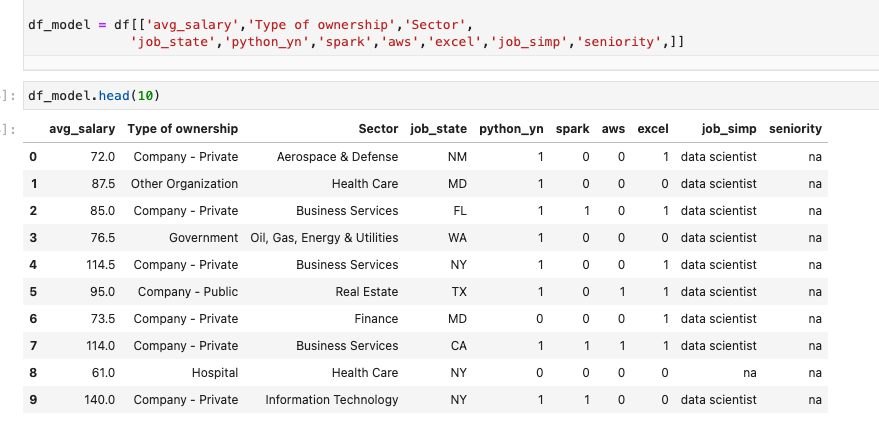 df_model = df[['avg_salary','Type of ownership','Sector',
'job_state','python_yn','spark','aws','excel','job_simp','seniority',]]
]: df_model.head(10)
]: avg_salary Type of ownership Sector job_state python_yn spark aws excel job_simp seniority
0 72.0 Company - Private Aerospace & Defense NM 1 0 0 1 data scientist na
1 87.5 Other Organization Health Care MD 1 0 0 0 data scientist na
2 85.0 Company - Private Business Services FL 1 1 0 1 data scientist na
3 76.5 Government Oil, Gas, Energy & Utilities WA 1 0 0 0 data scientist na
4 114.5 Company - Private Business Services NY 1 0 0 1 data scientist na
5 95.0 Company - Public Real Estate TX 1 0 1 1 data scientist na
6 73.5 Company - Private Finance MD 0 0 0 1 data scientist na
7 114.0 Company - Private Business Services CA 1 1 1 1 data scientist na
8 61.0 Hospital Health Care NY 0 0 0 0 na na
9 140.0 Company - Private Information Technology NY 1 1 0 0 data scientist na